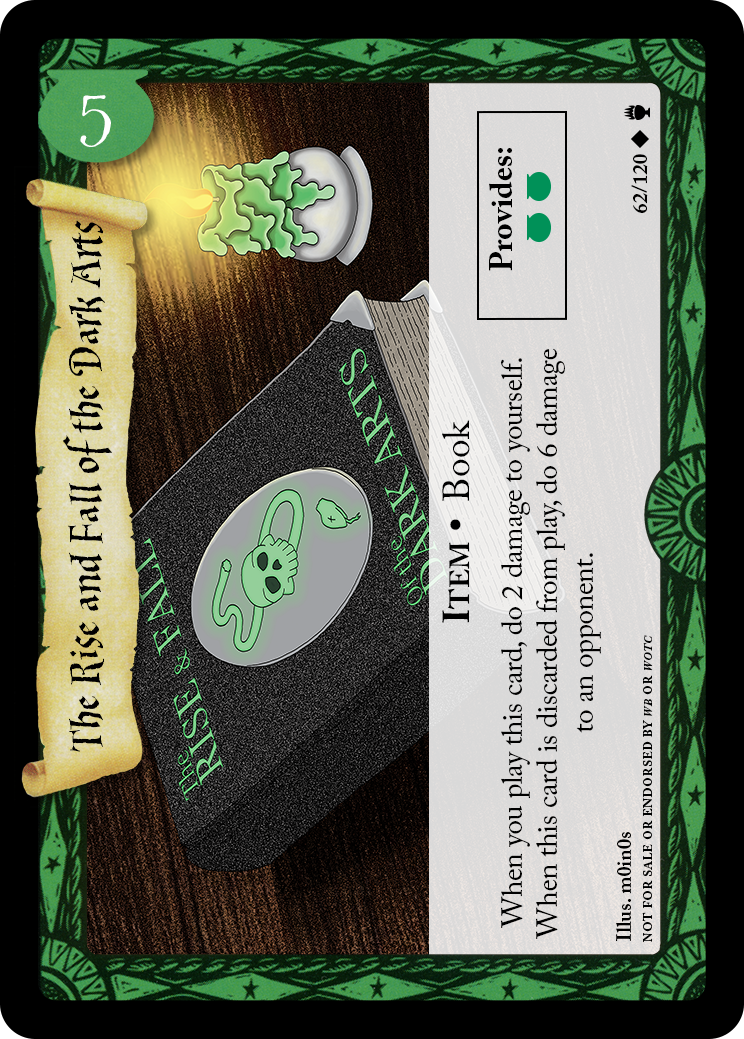 The Rise and Fall of the Dark Arts
5
The
RISE & FALL
Of the
DARK ARTS
ITEM • Book
When you play this card, do 2 damage to yourself.
When this card is discarded from play, do 6 damage
to an opponent.
Provides:
Illus. m0in0s
NOT FOR SALE OR ENDORSED BY WB OR WOTC
62/120